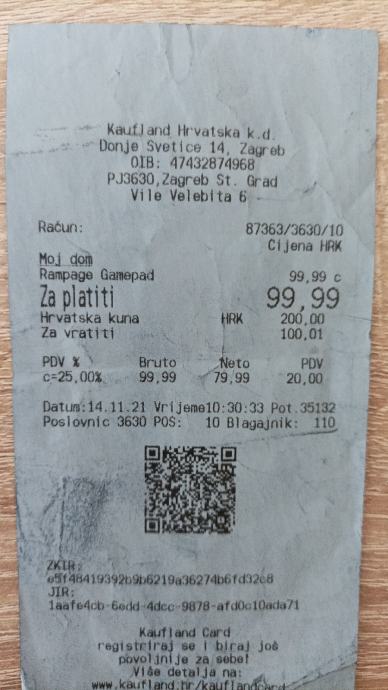 Kaufland Hrvatska k.d.
Donje Svetice 14, Zagreb
OIB: 47432874968
PJ3630,Zagreb St. Grad
Vile Velebita 6
Račun: 87363/3630/10
Cijena HRK
Moj dom
Rampage Gamepad 99,99 c
Za platiti 99,99
Hrvatska kuna HRK 200,00
Za vratiti 100,01
PDV % Bruto Neto PDV
c=25,00% 99,99 79,99 20,00
Datum:14.11.21 Vrijeme10:30:33 Pot.35132
Poslovnic 3630 POS: 10 Blagajnik: 110
ZKIR:
e5f48419392b9b6219a36274b6fd32c8
JIR:
1aafe4cb-6edd-4dcc-9878-afd0c10ada71
Kaufland Card
registriraj se i biraj još
povoljnije za sebe!
Više detalja na:
www.kaufland.hr/kauflandcard